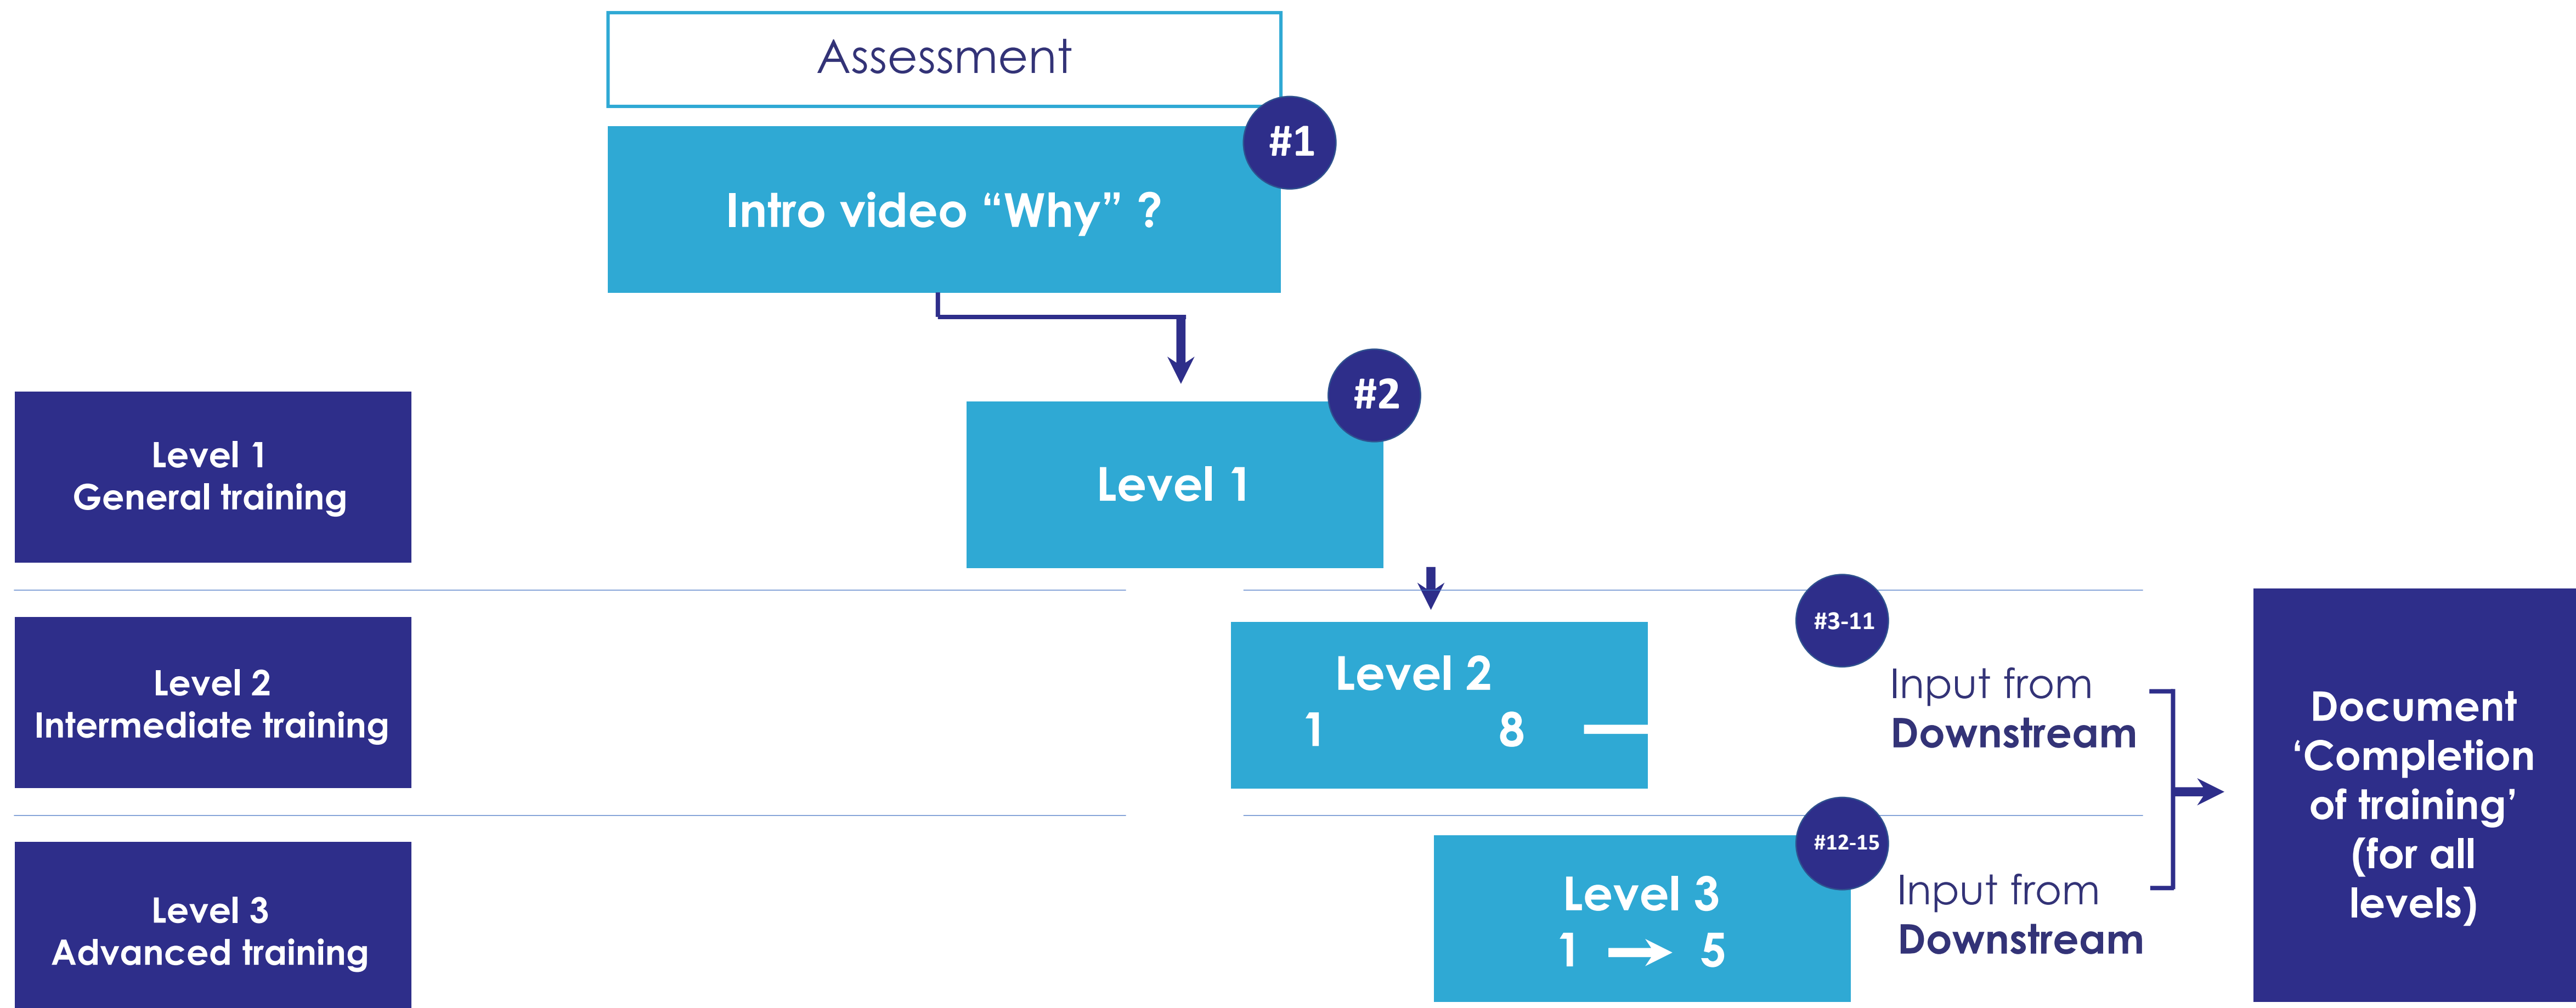 Assessment
#1
Intro video “Why” ?
#2
Level 1
General training
Level 1
#3-11
Level 2
Intermediate training
Level 2
1 8
Input from
Downstream
Document
‘Completion
of training’
(for all
levels)
#12-15
Level 3
Advanced training
Level 3
1 → 5
Input from
Downstream